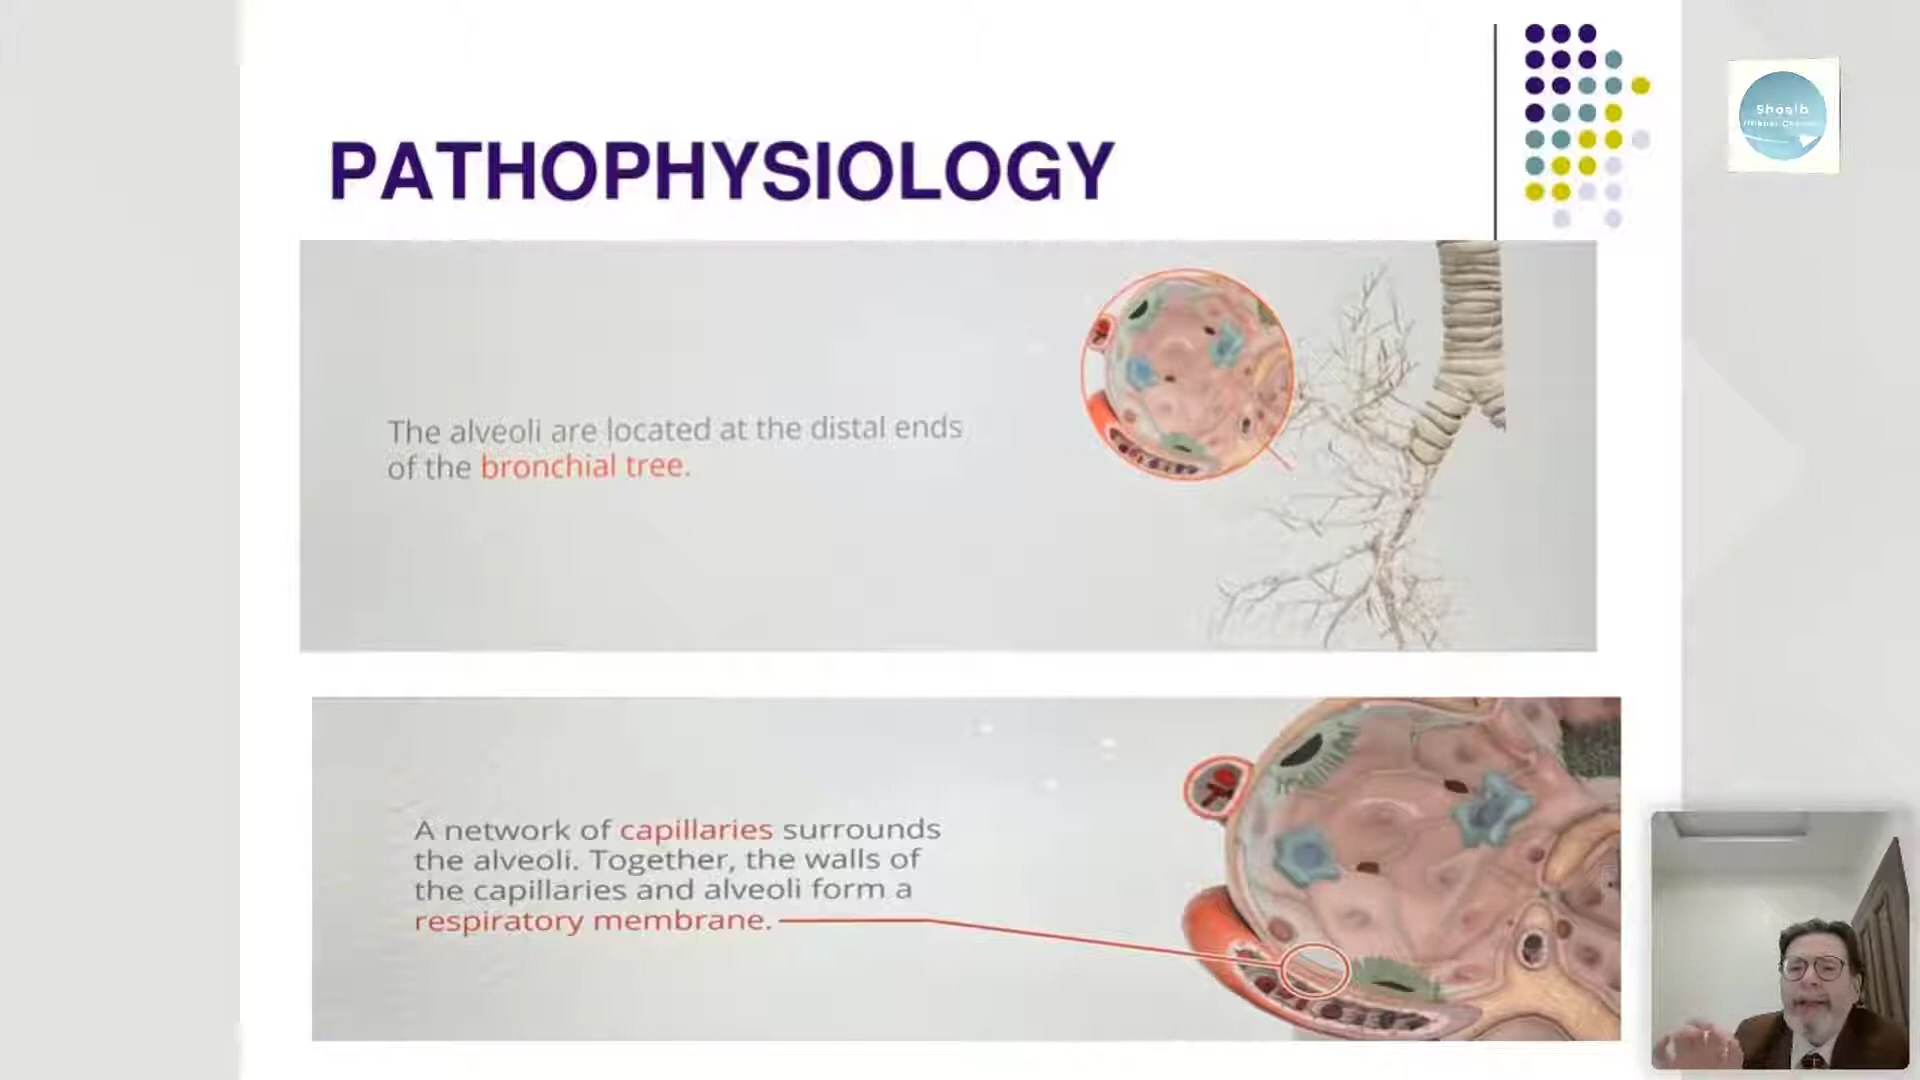 PATHOPHYSIOLOGY
The alveoli are located at the distal ends
of the bronchial tree.
A network of capillaries surrounds
the alveoli. Together, the walls of
the capillaries and alveoli form a
respiratory membrane.
Shoaib